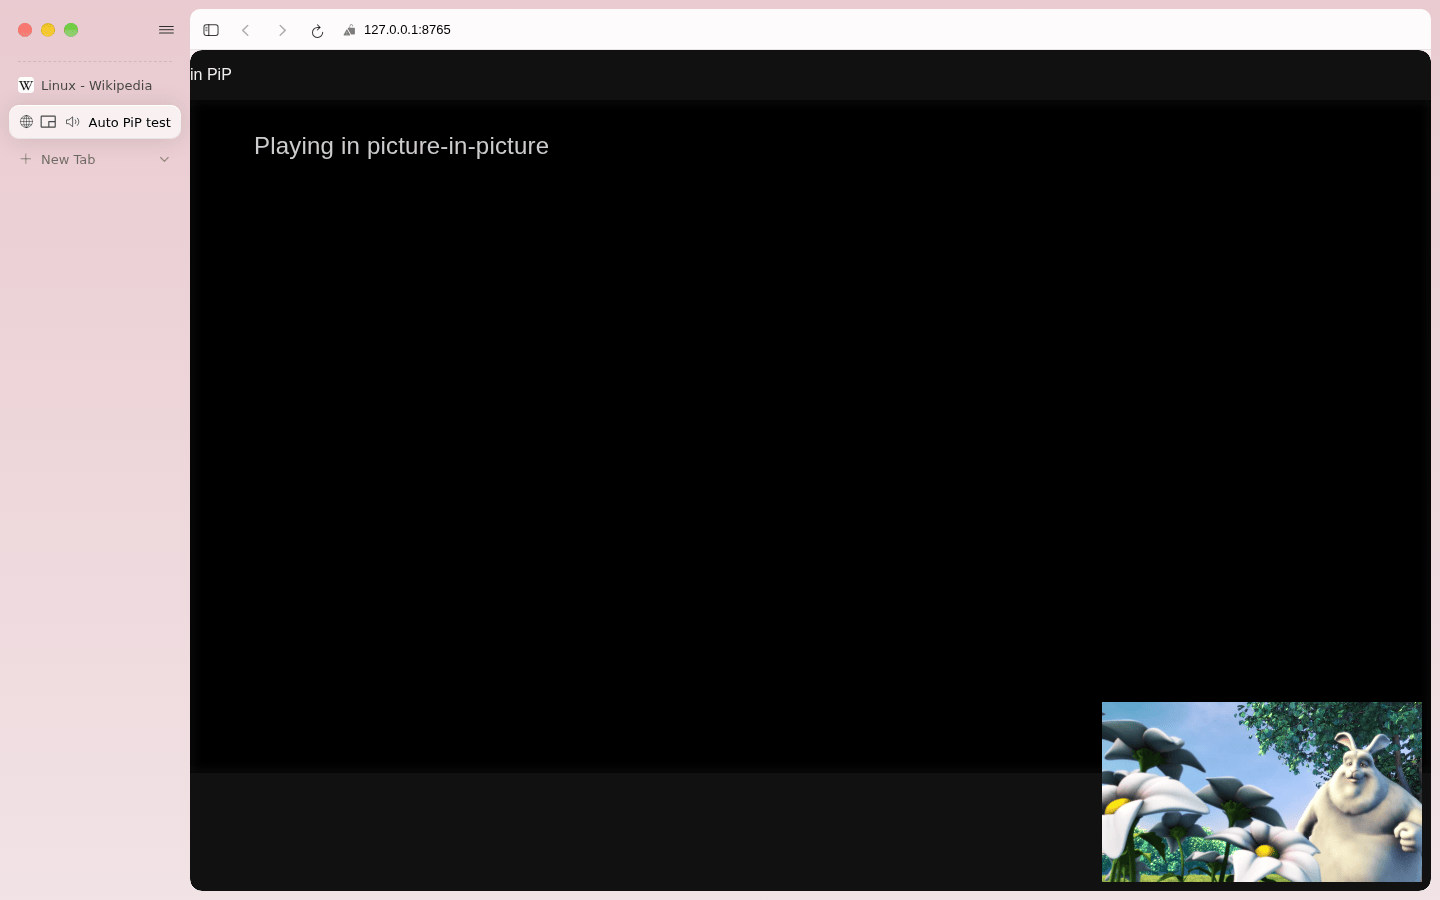 127.0.0.1:8765
Linux - Wikipedia
Auto PiP test
New Tab
in PiP
Playing in picture-in-picture